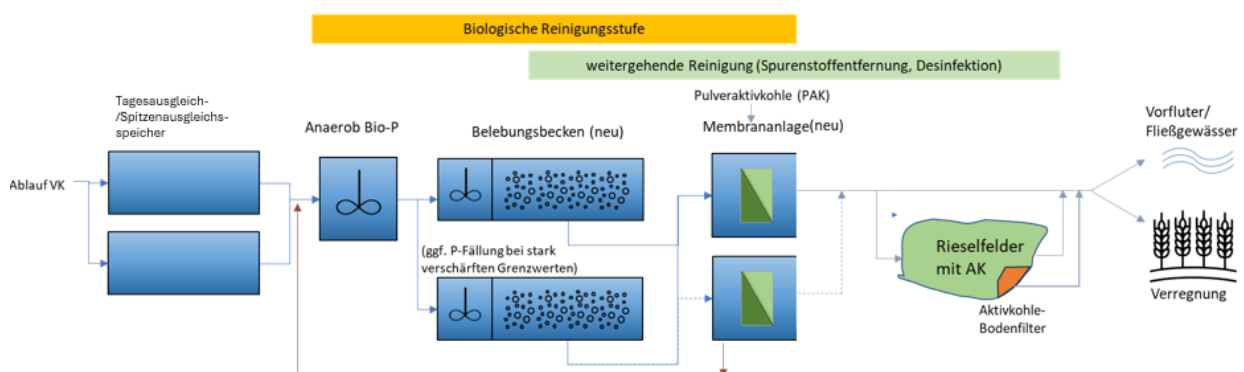 Biologische Reinigungsstufe
weitergehende Reinigung (Spurenstoffentfernung, Desinfektion)
Tagesausgleich-
/Spitzenausgleichs-
speicher
Anaerob Bio-P
Belebungsbecken (neu)
Pulveraktivkohle (PAK)
Membrananlage(neu)
Vorfluter/
Fließgewässer
Ablauf VK
(ggf. P-Fällung bei stark
verschärften Grenzwerten)
Rieselfelder
mit AK
Aktivkohle-
Bodenfilter
Verregnung